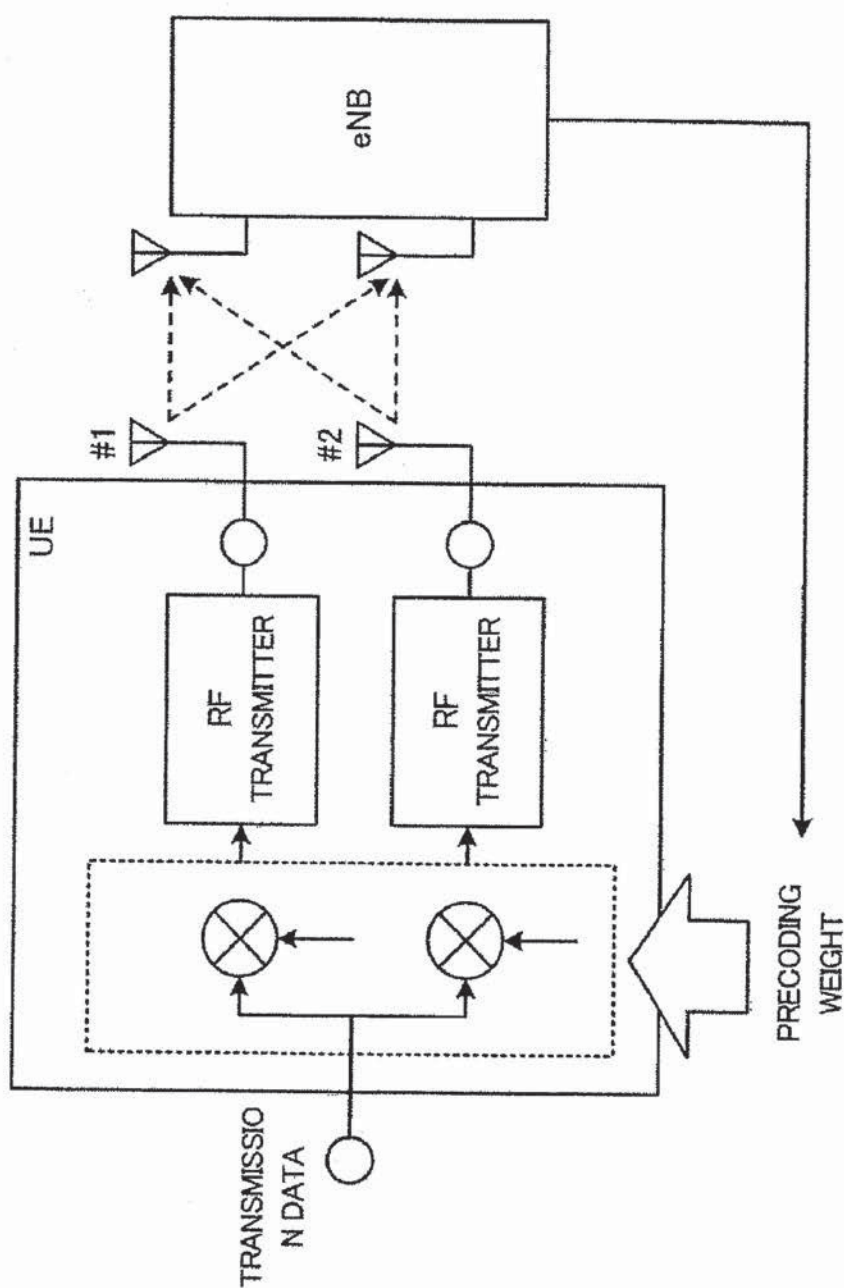 TRANSMISSIO
N DATA
UE
RF
TRANSMITTER
RF
TRANSMITTER
#1
#2
eNB
PRECODING
WEIGHT